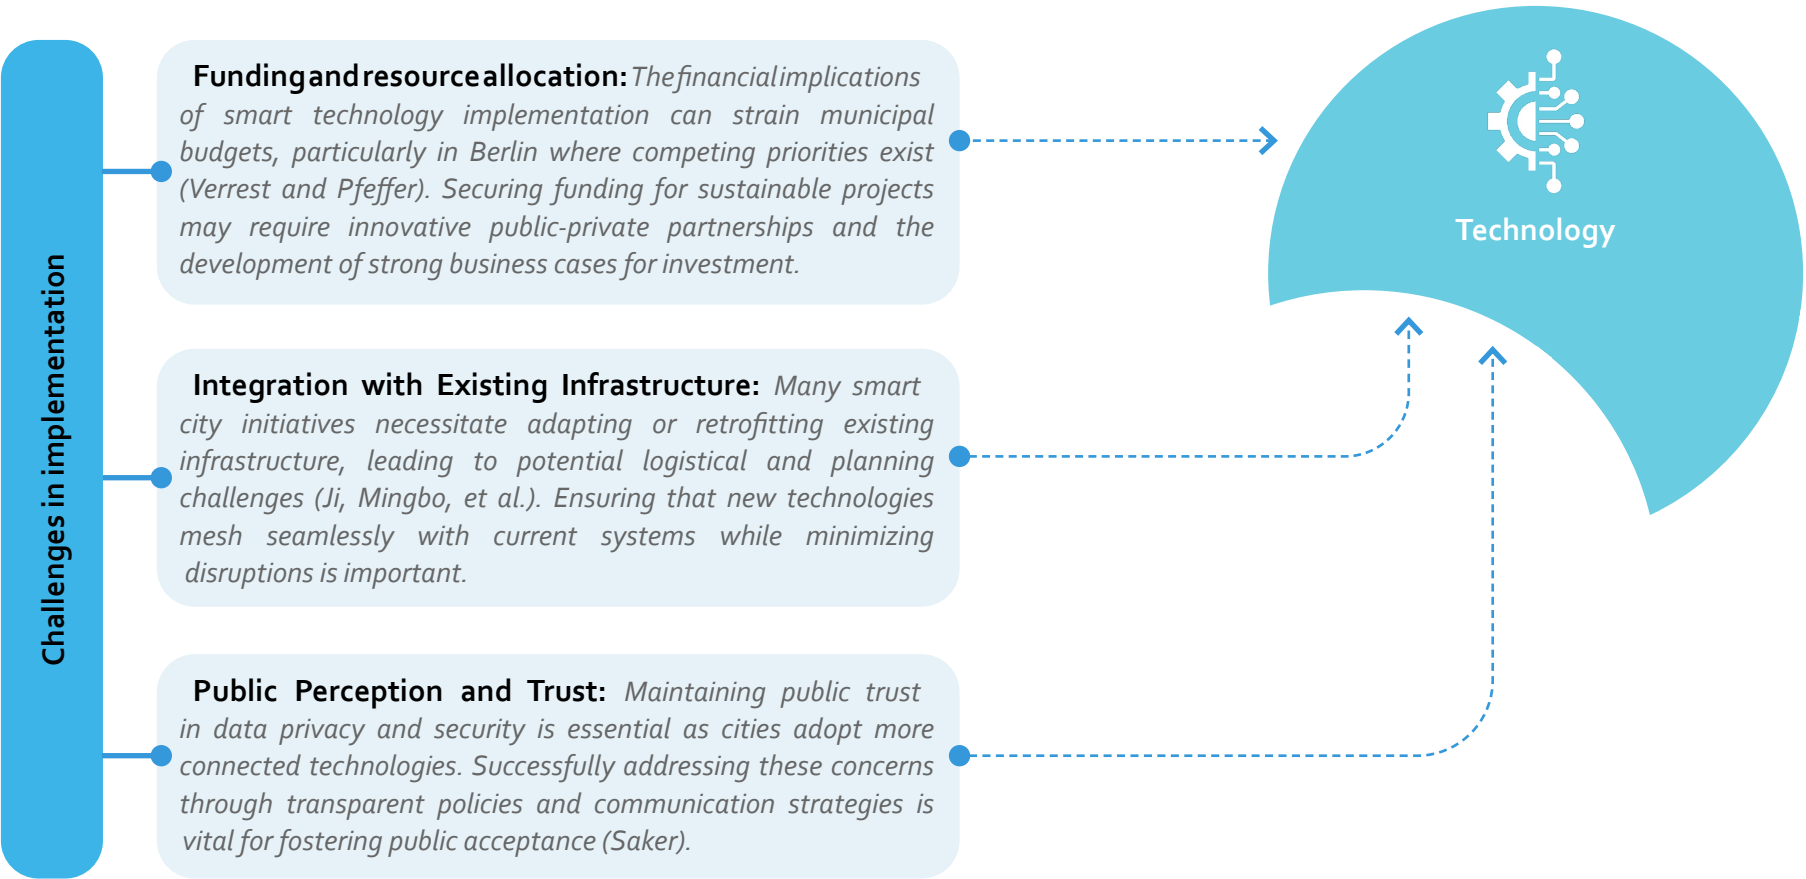 Challenges in implementation
Funding and resource allocation: The financial implications
of smart technology implementation can strain municipal
budgets, particularly in Berlin where competing priorities exist
(Verrest and Pfeffer). Securing funding for sustainable projects
may require innovative public-private partnerships and the
development of strong business cases for investment.
Integration with Existing Infrastructure: Many smart
city initiatives necessitate adapting or retrofitting existing
infrastructure, leading to potential logistical and planning
challenges (Ji, Mingbo, et al.). Ensuring that new technologies
mesh seamlessly with current systems while minimizing
disruptions is important.
Public Perception and Trust: Maintaining public trust
in data privacy and security is essential as cities adopt more
connected technologies. Successfully addressing these concerns
through transparent policies and communication strategies is
vital for fostering public acceptance (Saker).
Technology